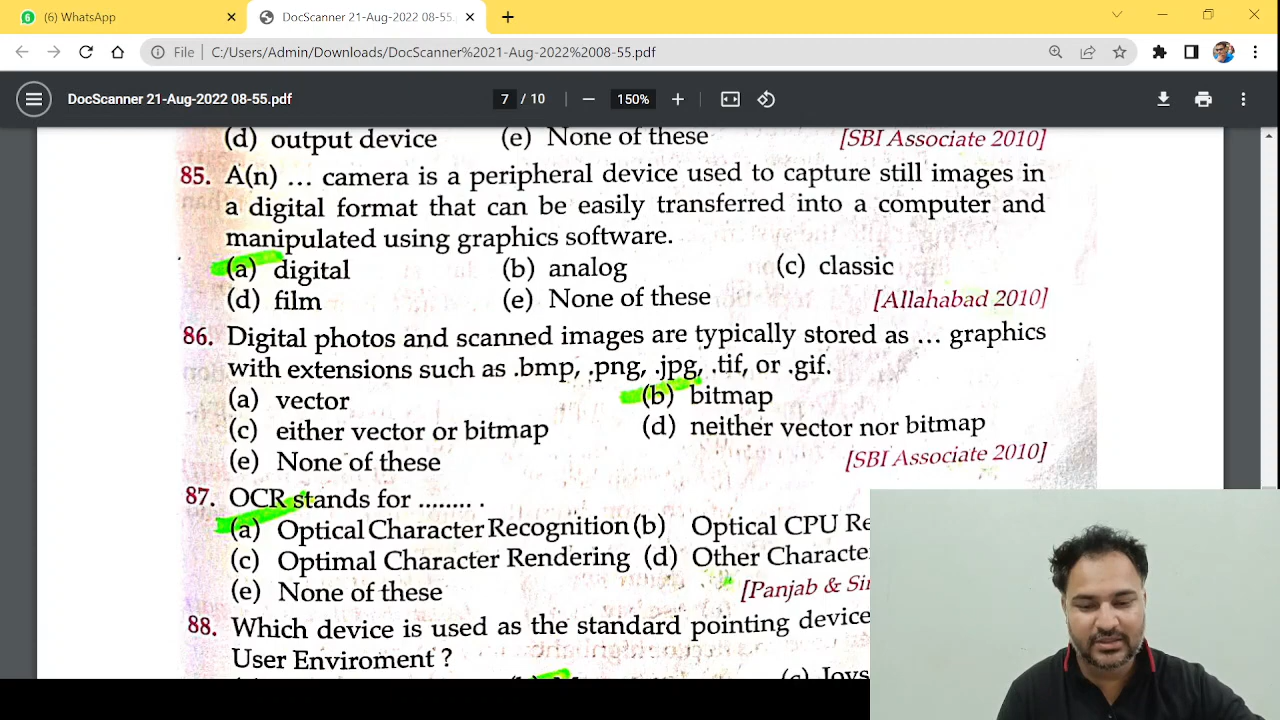 (6) WhatsApp
DocScanner 21-Aug-2022 08-55.
File | C:/Users/Admin/Downloads/DocScanner%2021-Aug-2022%2008-55.pdf
DocScanner 21-Aug-2022 08-55.pdf
7 / 10
150%
(d) output device (e) None of these [SBI Associate 2010]
85. A(n) ... camera is a peripheral device used to capture still images in
a digital format that can be easily transferred into a computer and
manipulated using graphics software.
(a) digital (b) analog (c) classic
(d) film (e) None of these [Allahabad 2010]
86. Digital photos and scanned images are typically stored as ... graphics
with extensions such as .bmp, .png, .jpg, .tif, or .gif.
(a) vector (b) bitmap
(c) either vector or bitmap (d) neither vector nor bitmap
(e) None of these [SBI Associate 2010]
87. OCR stands for ........ .
(a) Optical Character Recognition (b) Optical CPU Re
(c) Optimal Character Rendering (d) Other Characte
(e) None of these [Panjab & Si
88. Which device is used as the standard pointing device
User Enviroment ?
(c) Joys